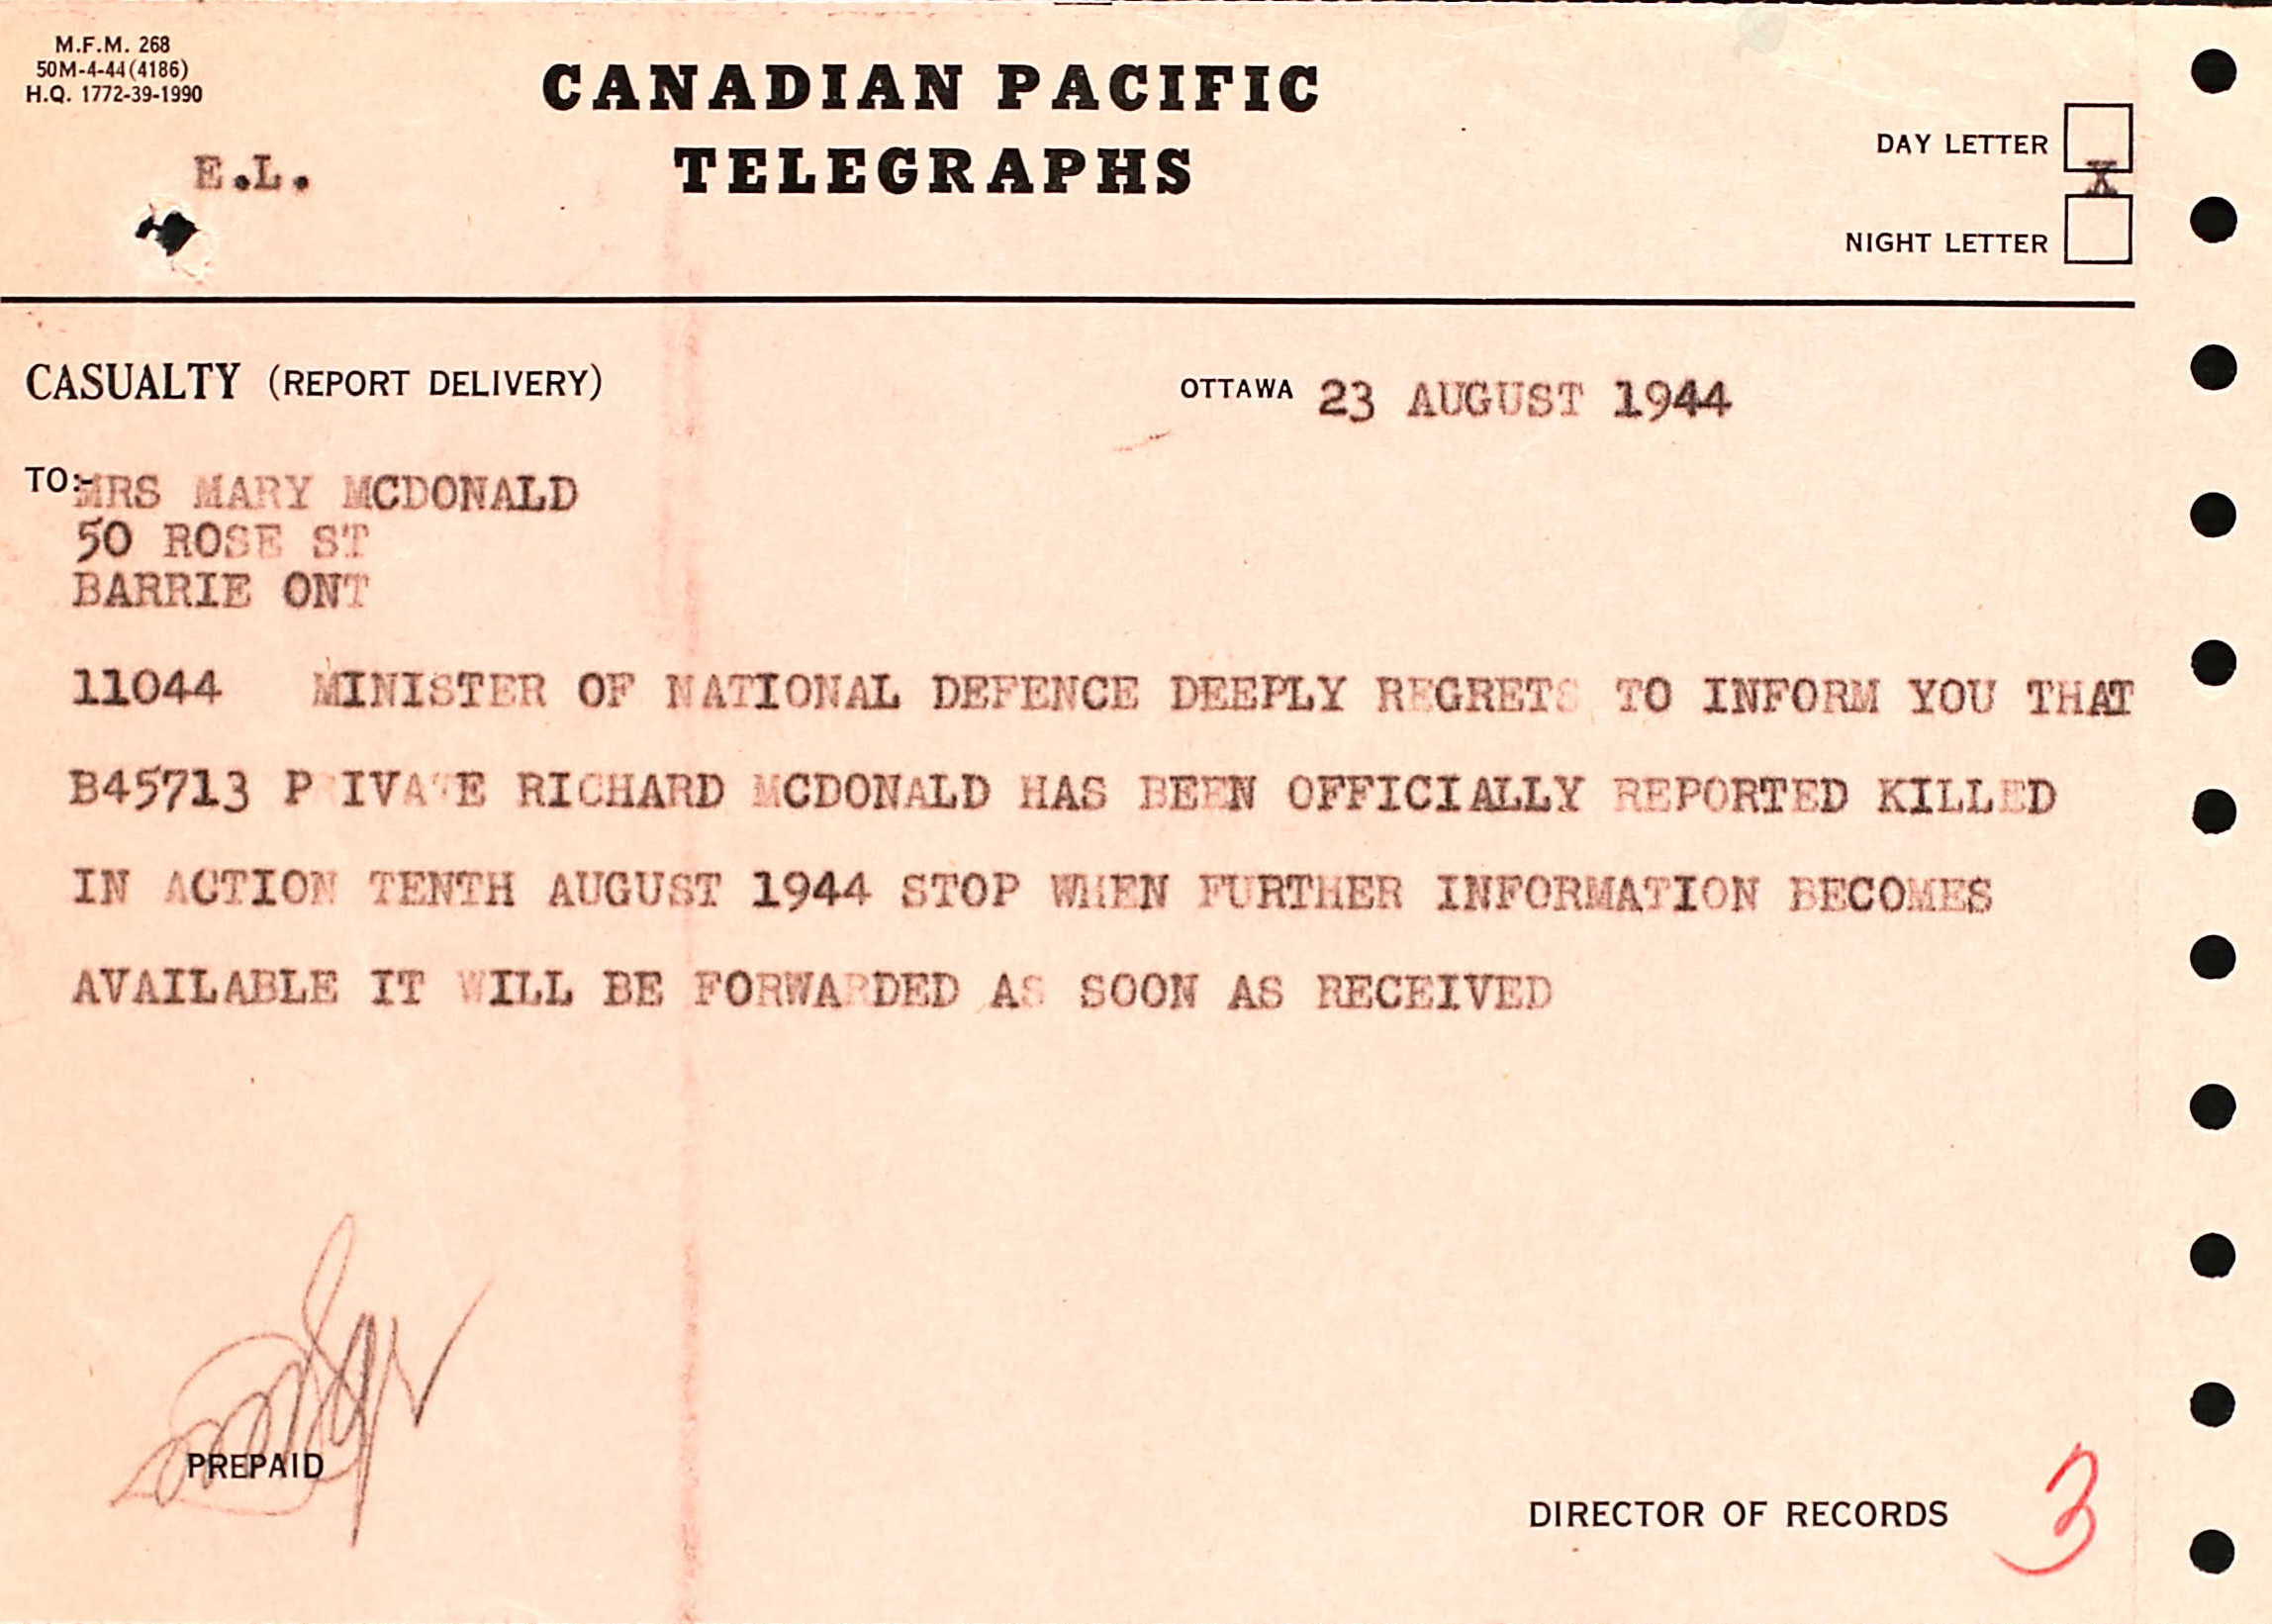 M.F.M. 268
50M-4-44(4186)
H.Q. 1772-39-1990
CANADIAN PACIFIC
TELEGRAPHS
E.L.
DAY LETTER
X
NIGHT LETTER
CASUALTY (REPORT DELIVERY)
OTTAWA 23 AUGUST 1944
TO:-MRS MARY MCDONALD
50 ROSE ST
BARRIE ONT
11044 MINISTER OF NATIONAL DEFENCE DEEPLY REGRETS TO INFORM YOU THAT
B45713 PRIVATE RICHARD MCDONALD HAS BEEN OFFICIALLY REPORTED KILLED
IN ACTION TENTH AUGUST 1944 STOP WHEN FURTHER INFORMATION BECOMES
AVAILABLE IT WILL BE FORWARDED AS SOON AS RECEIVED
PREPAID
DIRECTOR OF RECORDS
3